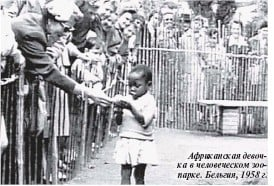 Африканская девоч-
ка в человеческом зоо-
парке. Бельгия, 1958 г.